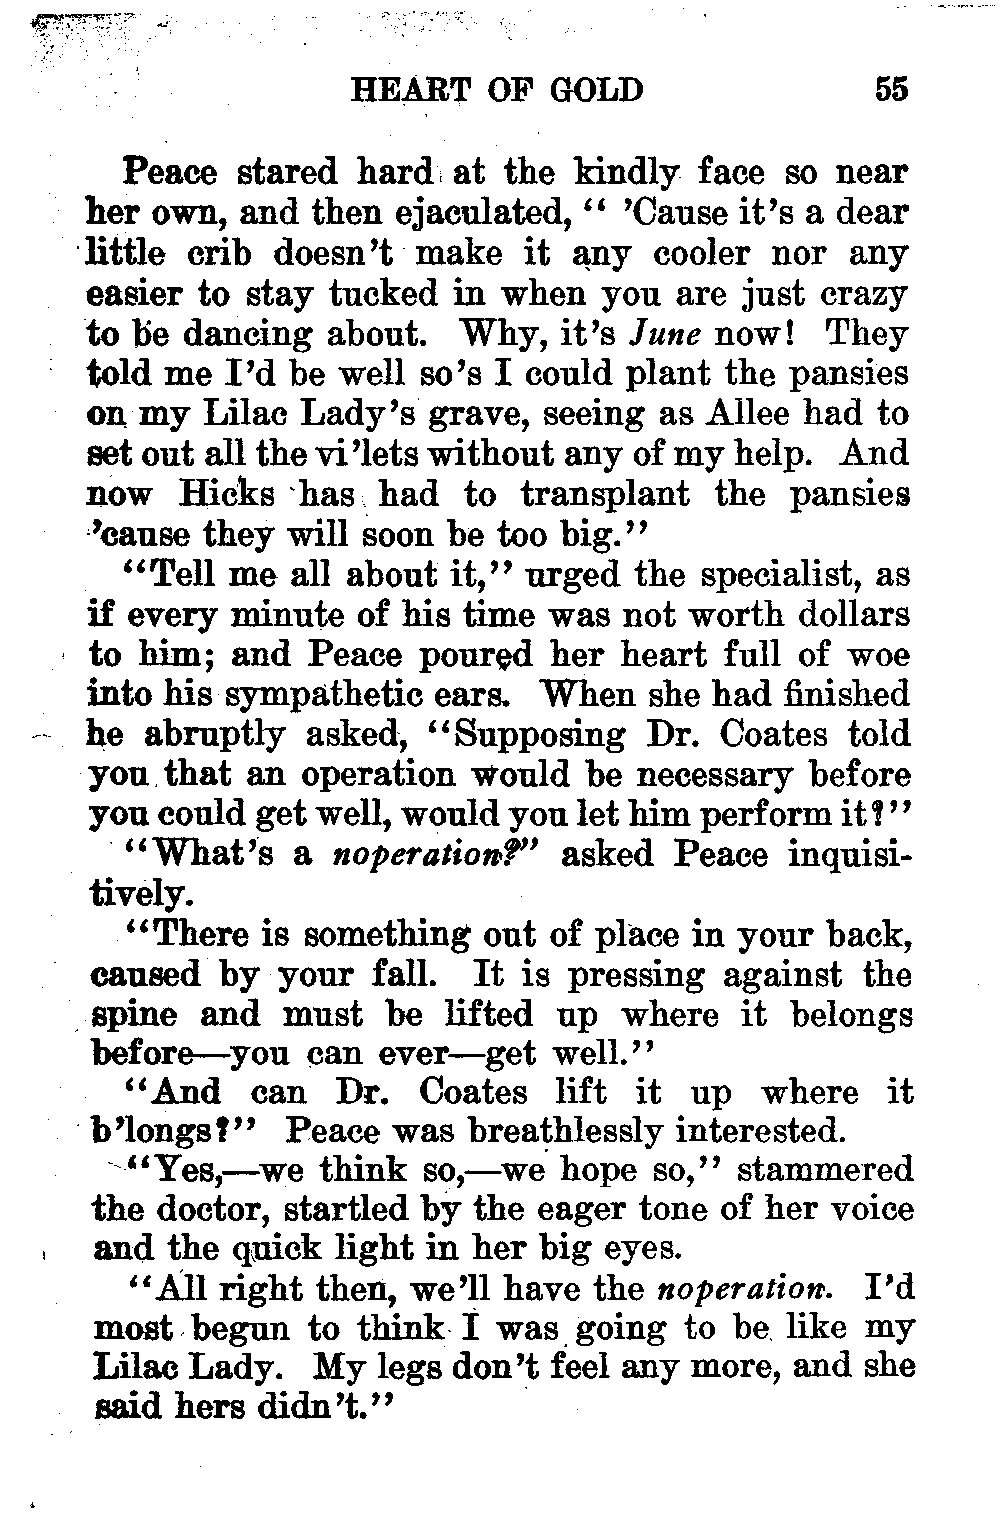 HEART OF GOLD 55
Peace stared hard at the kindly face so near
her own, and then ejaculated, " 'Cause it's a dear
little crib doesn't make it any cooler nor any
easier to stay tucked in when you are just crazy
to be dancing about. Why, it's June now! They
told me I'd be well so's I could plant the pansies
on my Lilac Lady's grave, seeing as Allee had to
set out all the vi'lets without any of my help. And
now Hicks has had to transplant the pansies
'cause they will soon be too big."
"Tell me all about it," urged the specialist, as
if every minute of his time was not worth dollars
to him; and Peace poured her heart full of woe
into his sympathetic ears. When she had finished
he abruptly asked, "Supposing Dr. Coates told
you that an operation would be necessary before
you could get well, would you let him perform it?"
"What's a noperation?" asked Peace inquisi-
tively.
"There is something out of place in your back,
caused by your fall. It is pressing against the
spine and must be lifted up where it belongs
before—you can ever—get well."
"And can Dr. Coates lift it up where it
b'longs?" Peace was breathlessly interested.
"Yes,—we think so,—we hope so," stammered
the doctor, startled by the eager tone of her voice
and the quick light in her big eyes.
"All right then, we'll have the noperation. I'd
most begun to think I was going to be like my
Lilac Lady. My legs don't feel any more, and she
said hers didn't."